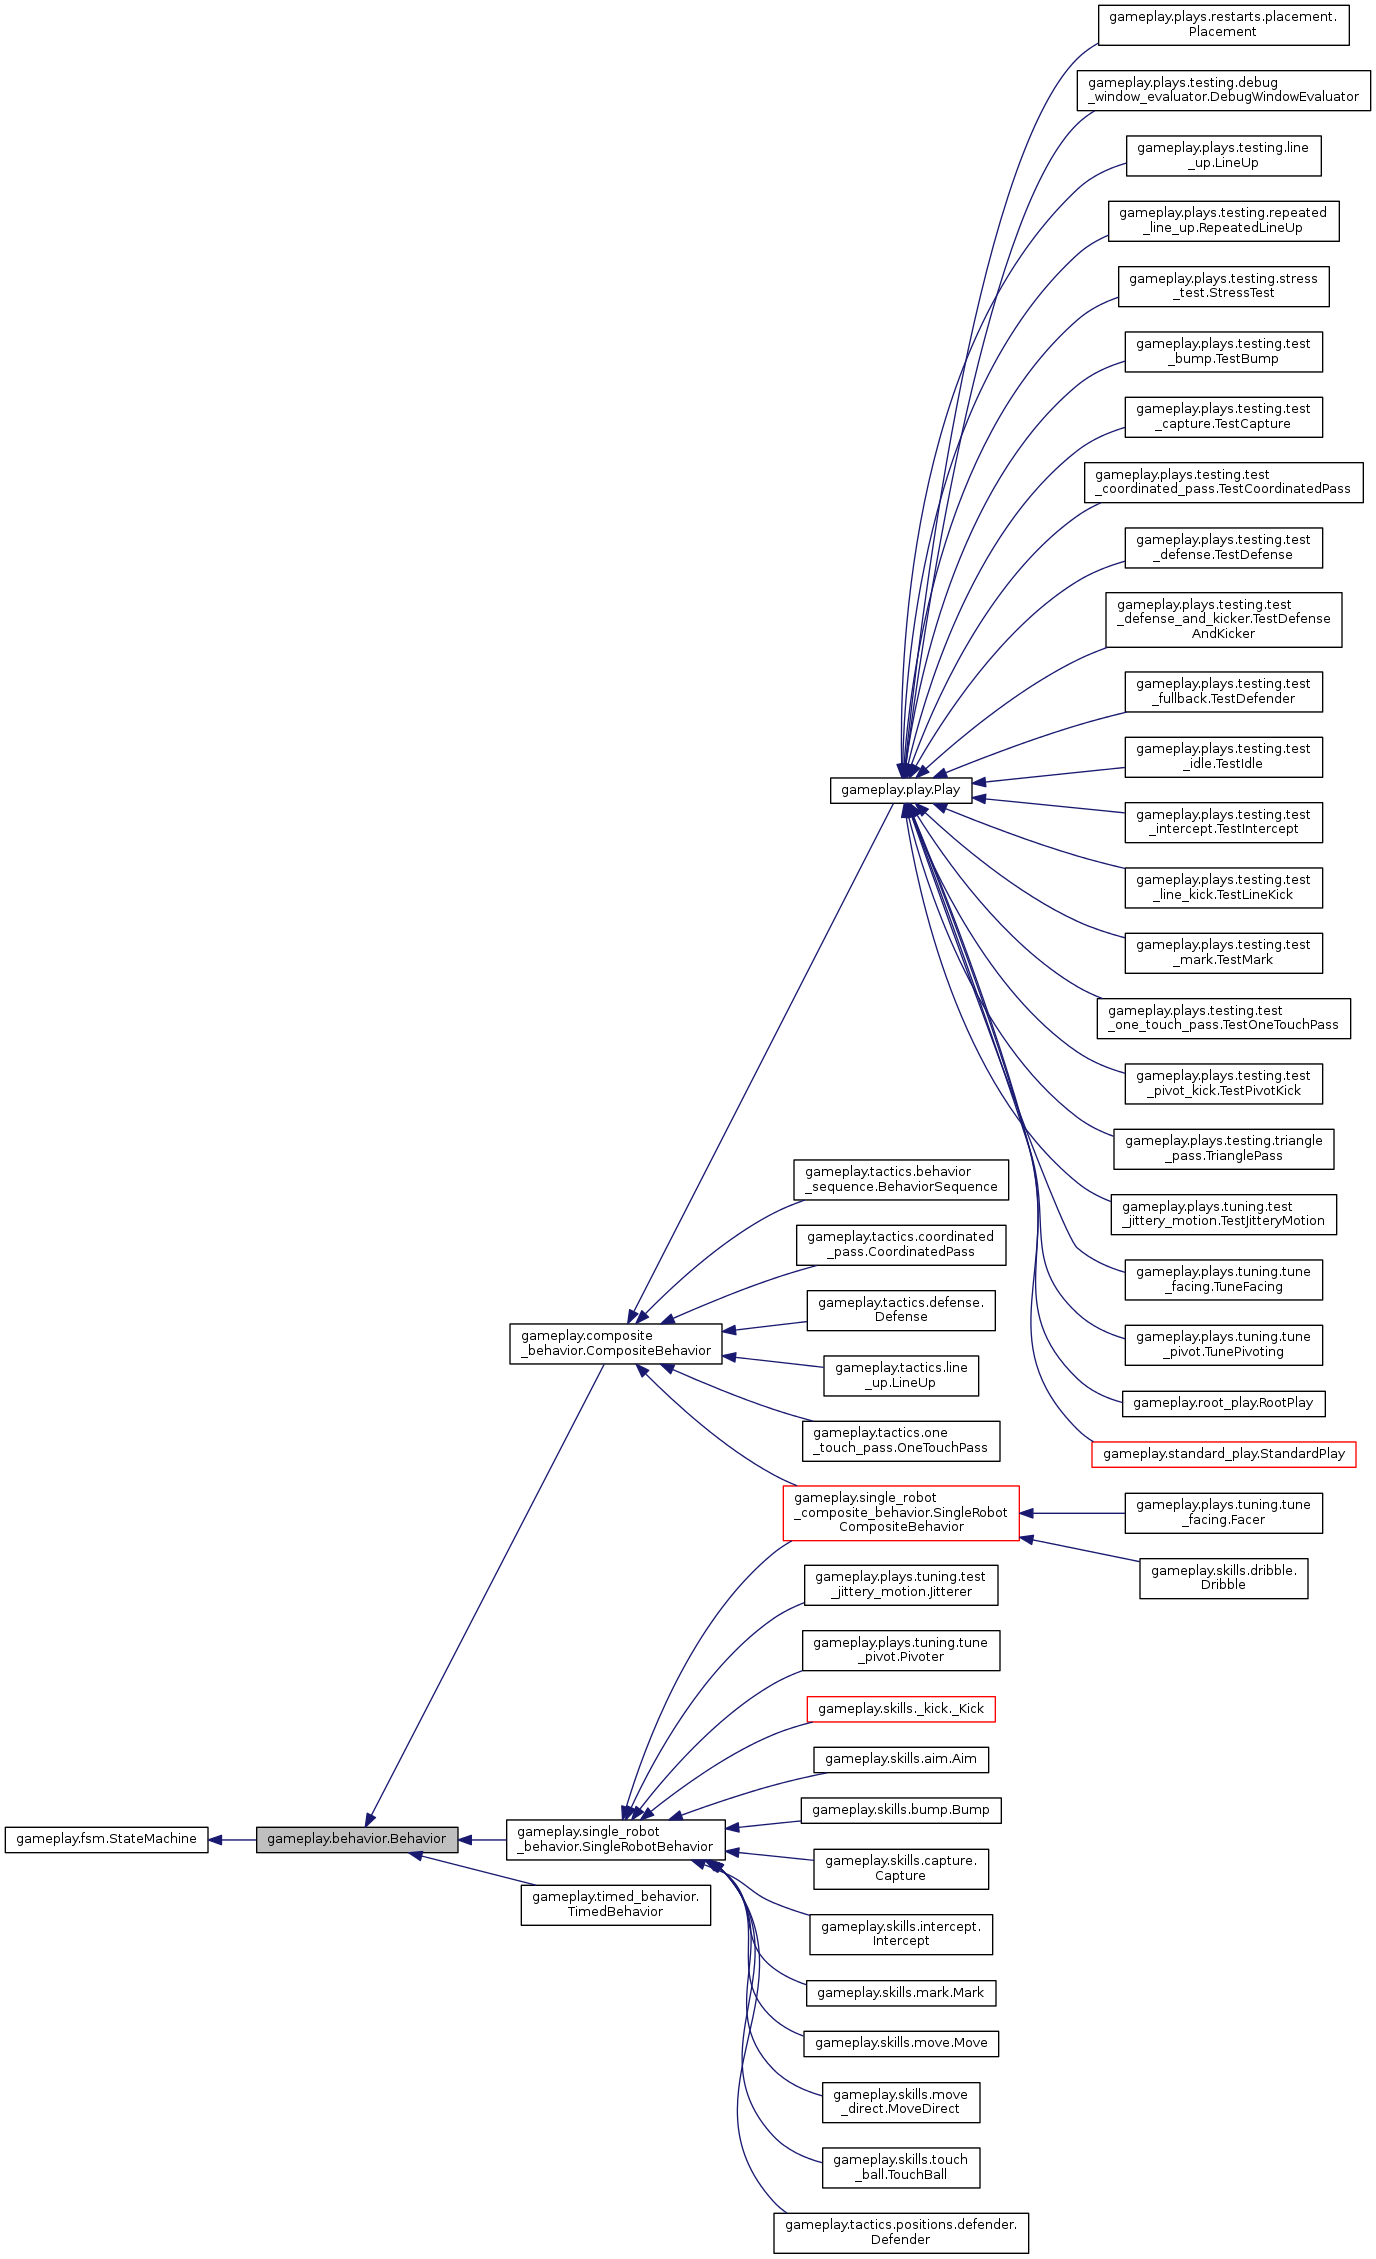 gameplay.plays.restarts.placement.
Placement
gameplay.plays.testing.debug
_window_evaluator.DebugWindowEvaluator
gameplay.plays.testing.line
_up.LineUp
gameplay.plays.testing.repeated
_line_up.RepeatedLineUp
gameplay.plays.testing.stress
_test.StressTest
gameplay.plays.testing.test
_bump.TestBump
gameplay.plays.testing.test
_capture.TestCapture
gameplay.plays.testing.test
_coordinated_pass.TestCoordinatedPass
gameplay.plays.testing.test
_defense.TestDefense
gameplay.plays.testing.test
_defense_and_kicker.TestDefense
AndKicker
gameplay.plays.testing.test
_fullback.TestDefender
gameplay.plays.testing.test
_idle.TestIdle
gameplay.play.Play
gameplay.plays.testing.test
_intercept.TestIntercept
gameplay.plays.testing.test
_line_kick.TestLineKick
gameplay.plays.testing.test
_mark.TestMark
gameplay.plays.testing.test
_one_touch_pass.TestOneTouchPass
gameplay.plays.testing.test
_pivot_kick.TestPivotKick
gameplay.plays.testing.triangle
_pass.TrianglePass
gameplay.plays.tuning.test
_jittery_motion.TestJitteryMotion
gameplay.plays.tuning.tune
_facing.TuneFacing
gameplay.plays.tuning.tune
_pivot.TunePivoting
gameplay.root_play.RootPlay
gameplay.standard_play.StandardPlay
gameplay.tactics.behavior
_sequence.BehaviorSequence
gameplay.tactics.coordinated
_pass.CoordinatedPass
gameplay.tactics.defense.
Defense
gameplay.composite
_behavior.CompositeBehavior
gameplay.tactics.line
_up.LineUp
gameplay.tactics.one
_touch_pass.OneTouchPass
gameplay.single_robot
_composite_behavior.SingleRobot
CompositeBehavior
gameplay.plays.tuning.tune
_facing.Facer
gameplay.skills.dribble.
Dribble
gameplay.plays.tuning.test
_jittery_motion.Jitterer
gameplay.plays.tuning.tune
_pivot.Pivoter
gameplay.skills._kick._Kick
gameplay.skills.aim.Aim
gameplay.skills.bump.Bump
gameplay.fsm.StateMachine
gameplay.behavior.Behavior
gameplay.single_robot
_behavior.SingleRobotBehavior
gameplay.timed_behavior.
TimedBehavior
gameplay.skills.capture.
Capture
gameplay.skills.intercept.
Intercept
gameplay.skills.mark.Mark
gameplay.skills.move.Move
gameplay.skills.move
_direct.MoveDirect
gameplay.skills.touch
_ball.TouchBall
gameplay.tactics.positions.defender.
Defender